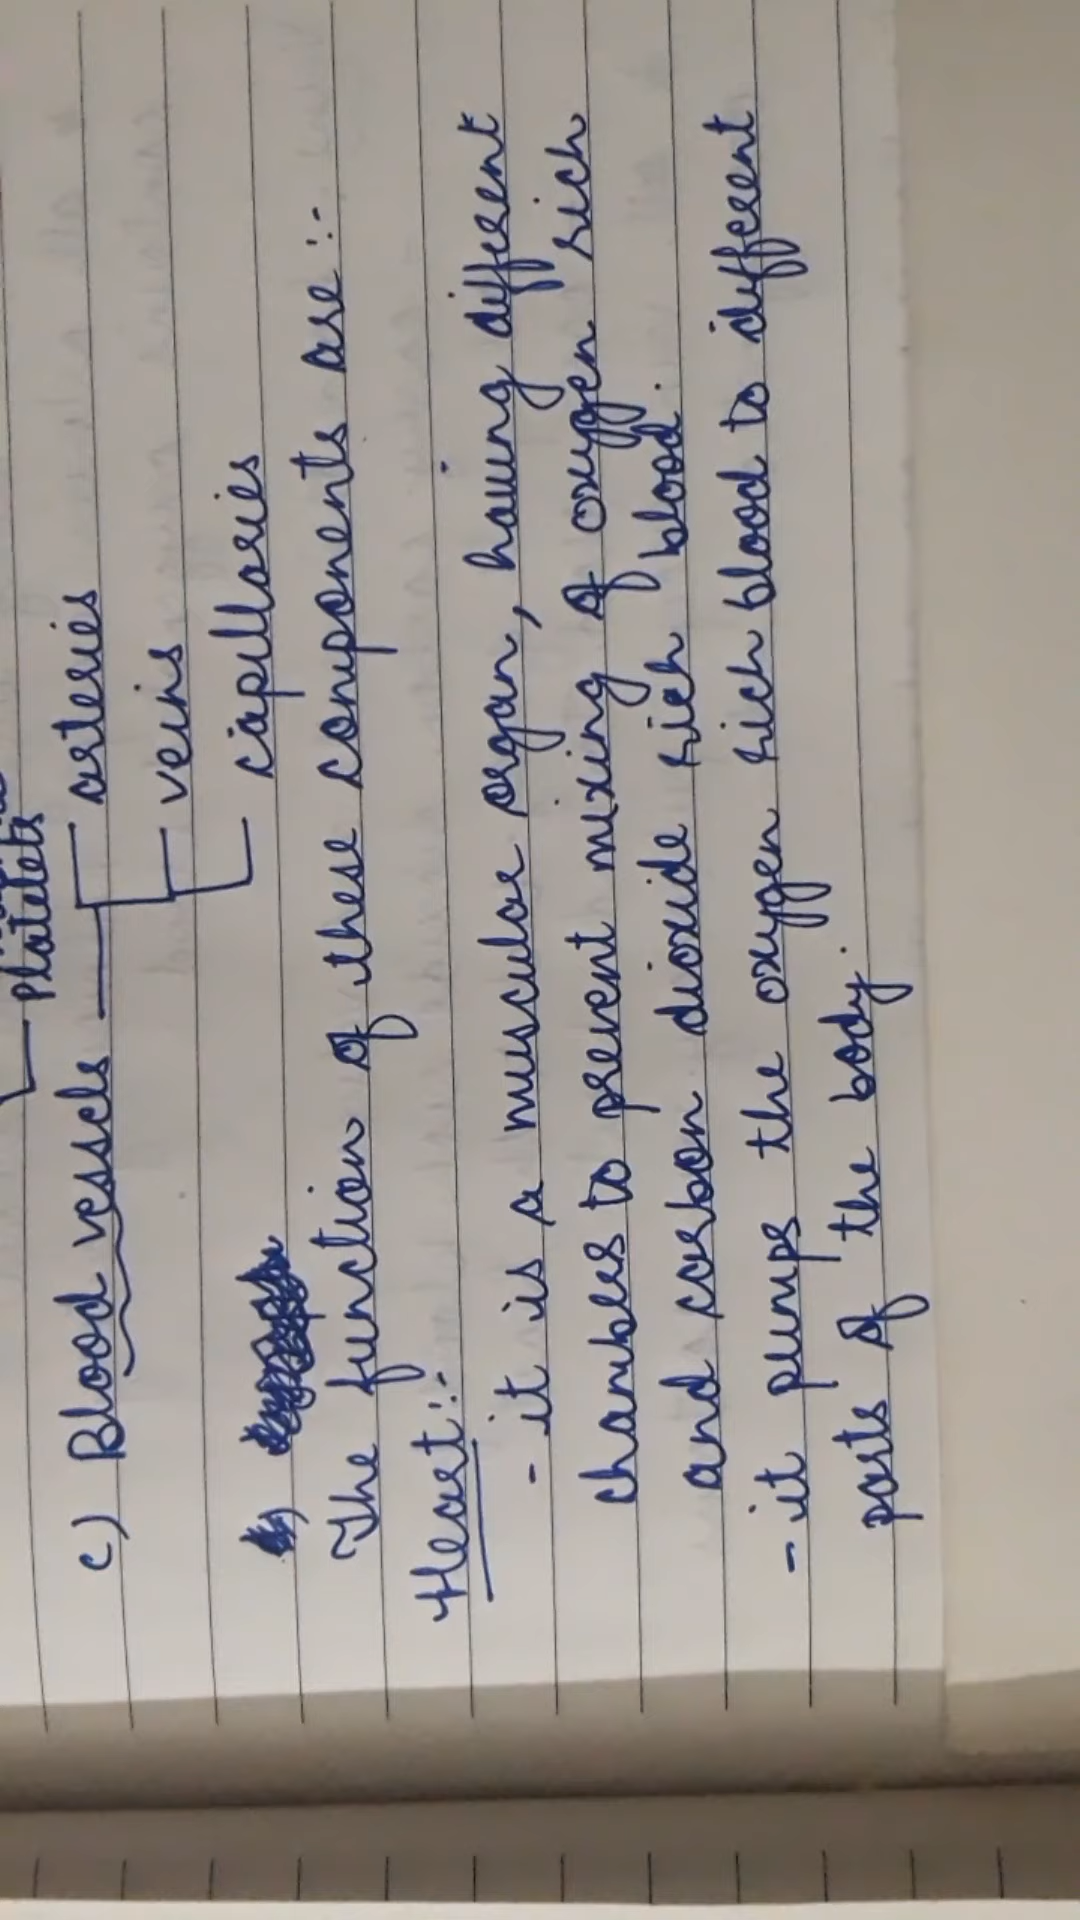 Platelets
c) Blood vessels arteries
veins
capillaries
The function of these components are :-
Heart:-
- it is a muscular organ, having different
chambers to prevent mixing of oxygen rich
and carbon dioxide rich blood.
- it pumps the oxygen rich blood to different
parts of the body.